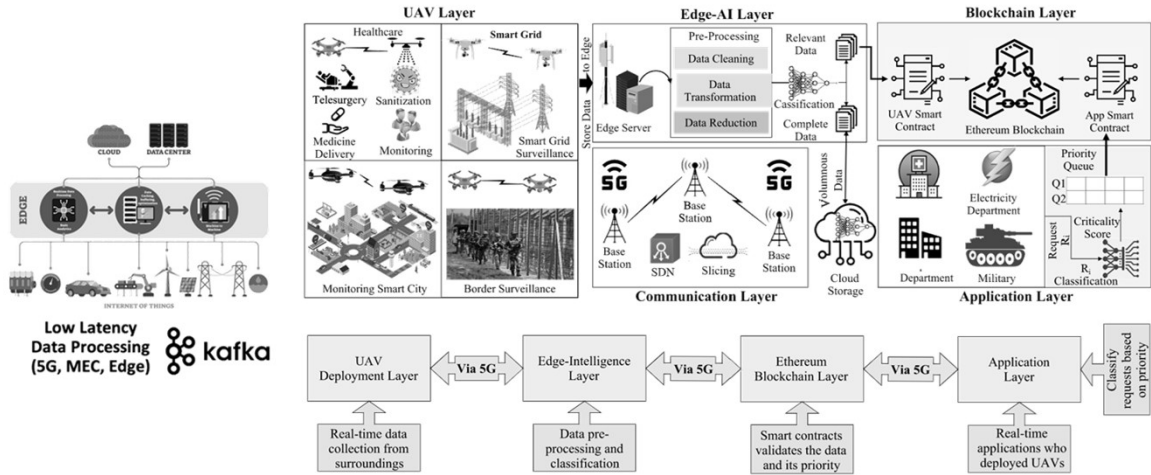 CLOUD
DATA CENTER
EDGE
INTERNET OF THINGS
Low Latency
Data Processing
(5G, MEC, Edge)
kafka
UAV Layer
Healthcare
Telesurgery
Sanitization
Medicine
Delivery
Monitoring
Smart Grid
Smart Grid
Surveillance
Monitoring Smart City
Border Surveillance
Store Data to Edge
Edge-AI Layer
Edge Server
Pre-Processing
Data Cleaning
Data
Transformation
Data Reduction
Relevant
Data
Classification
Complete
Data
5G
Base
Station
5G
Base
Station
SDN
Slicing
Base
Station
Communication Layer
Volumnous
Data
Cloud
Storage
Blockchain Layer
UAV Smart
Contract
Ethereum Blockchain
App Smart
Contract
Electricity
Department
. Department
Military
Priority
Queue
Q1
Q2
Request
Ri
Criticality
Score
Ri
Classification
Application Layer
UAV
Deployment Layer
Via 5G
Edge-Intelligence
Layer
Via 5G
Ethereum
Blockchain Layer
Via 5G
Application
Layer
Classify
requests based
on priority
Real-time data
collection from
surroundings
Data pre-
processing and
classification
Smart contracts
validates the data
and its priority
Real-time
applications who
deployed UAVs